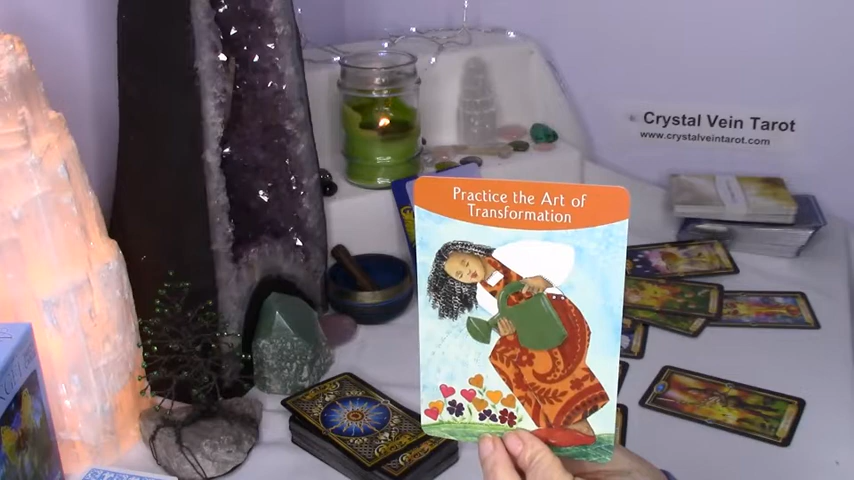 Crystal Vein Tarot
www.crystalveintarot.com
Practice the Art of
Transformation